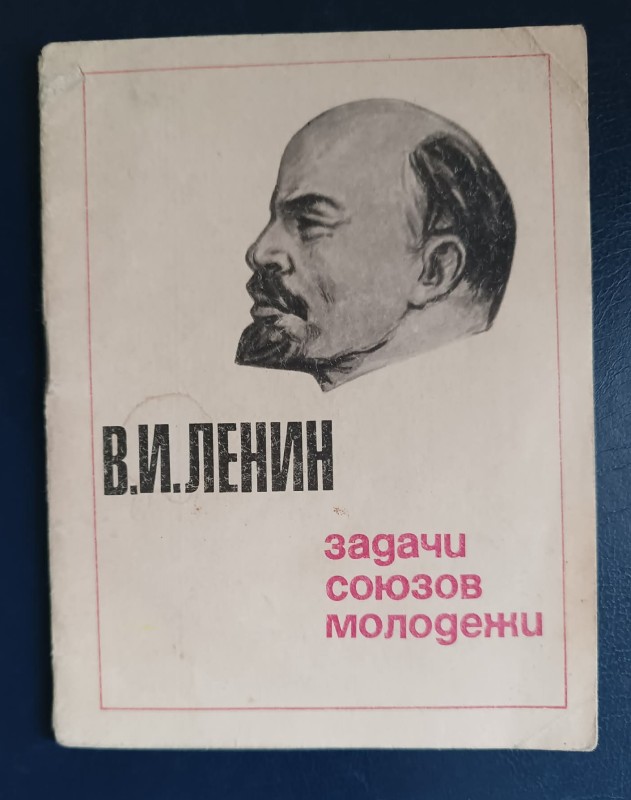 В.И.ЛЕНИН
задачи
союзов
молодежи